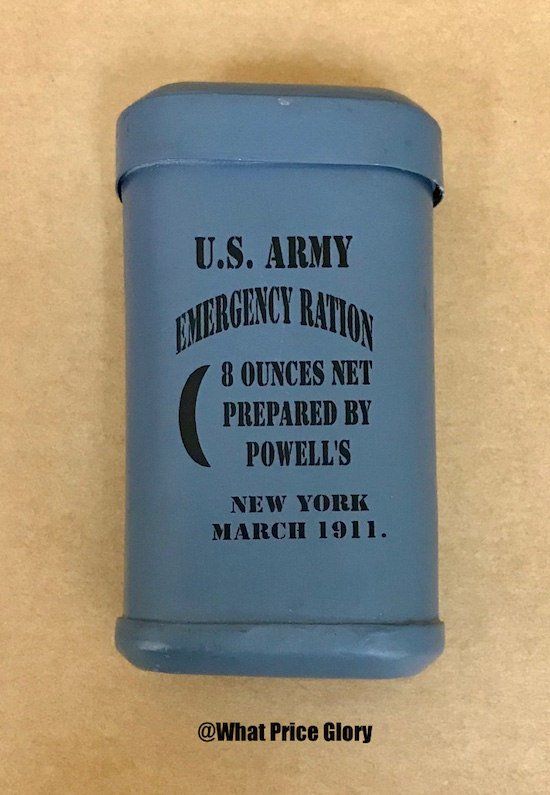 U.S. ARMY
EMERGENCY RATION
8 OUNCES NET
PREPARED BY
POWELL'S
NEW YORK
MARCH 1911.
@What Price Glory